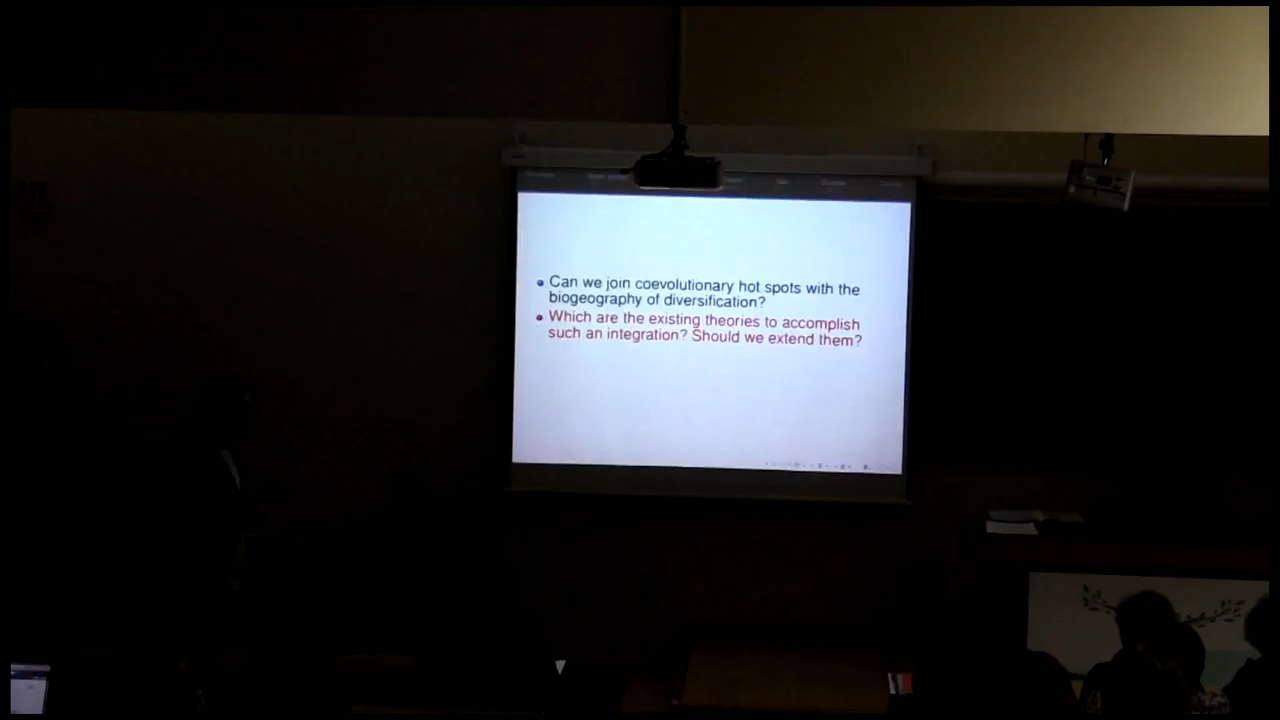 Can we join coevolutionary hot spots with the
biogeography of diversification?
Which are the existing theories to accomplish
such an integration? Should we extend them?